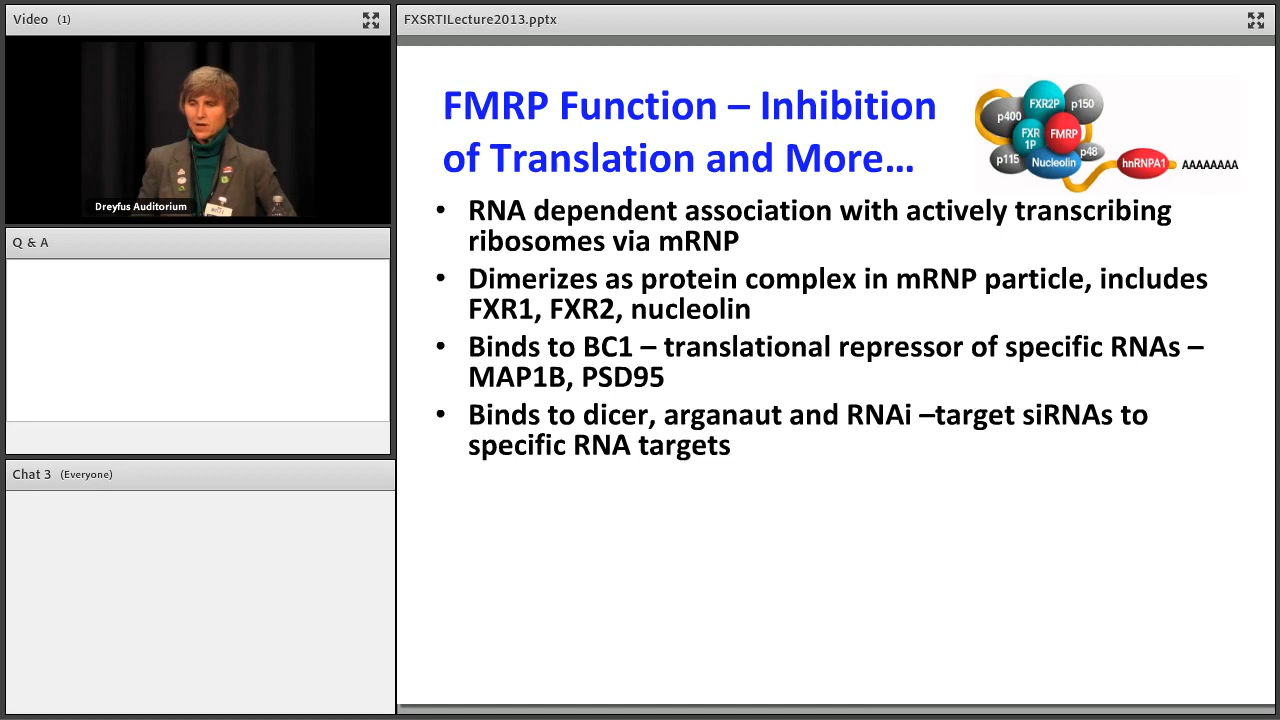 Video (1)
Dreyfus Auditorium
Q & A
Chat 3 (Everyone)
FXSRTILecture2013.pptx
FMRP Function – Inhibition
of Translation and More…
FXR2P
p150
p400
FXR
1P
FMRP
p48
p115
Nucleolin
hnRNPA1
AAAAAAAA
• RNA dependent association with actively transcribing
ribosomes via mRNP
• Dimerizes as protein complex in mRNP particle, includes
FXR1, FXR2, nucleolin
• Binds to BC1 – translational repressor of specific RNAs –
MAP1B, PSD95
• Binds to dicer, arganaut and RNAi –target siRNAs to
specific RNA targets